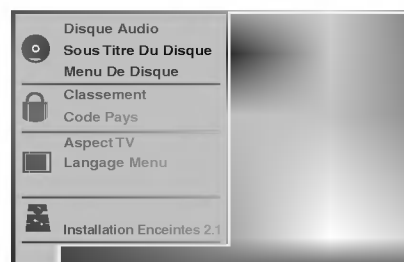 Disque Audio
Sous Titre Du Disque
Menu De Disque
Classement
Code Pays
Aspect TV
Langage Menu
Installation Enceintes 2.1